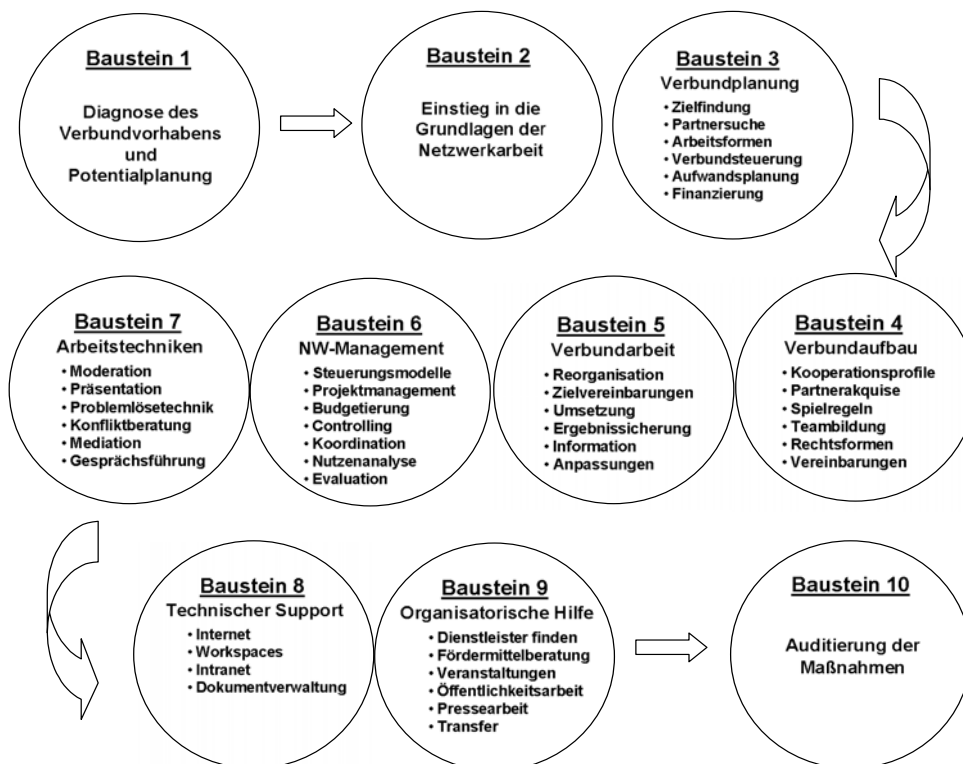 Baustein 1
Diagnose des
Verbundvorhabens
und
Potentialplanung
Baustein 2
Einstieg in die
Grundlagen der
Netzwerkarbeit
Baustein 3
Verbundplanung
• Zielfindung
• Partnersuche
• Arbeitsformen
• Verbundsteuerung
• Aufwandsplanung
• Finanzierung
Baustein 7
Arbeitstechniken
• Moderation
• Präsentation
• Problemlösetechnik
• Konfliktberatung
• Mediation
• Gesprächsführung
Baustein 6
NW-Management
• Steuerungsmodelle
• Projektmanagement
• Budgetierung
• Controlling
• Koordination
• Nutzenanalyse
• Evaluation
Baustein 5
Verbundarbeit
• Reorganisation
• Zielvereinbarungen
• Umsetzung
• Ergebnissicherung
• Information
• Anpassungen
Baustein 4
Verbundaufbau
• Kooperationsprofile
• Partnerakquise
• Spielregeln
• Teambildung
• Rechtsformen
• Vereinbarungen
Baustein 8
Technischer Support
• Internet
• Workspaces
• Intranet
• Dokumentverwaltung
Baustein 9
Organisatorische Hilfe
• Dienstleister finden
• Fördermittelberatung
• Veranstaltungen
• Öffentlichkeitsarbeit
• Pressearbeit
• Transfer
Baustein 10
Auditierung der
Maßnahmen